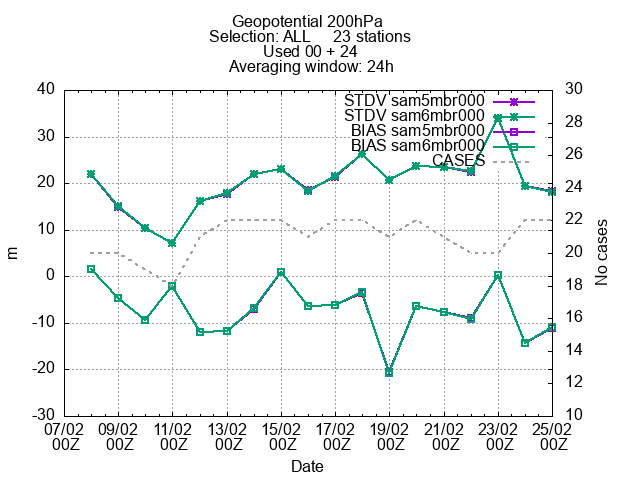 Geopotential 200hPa
Selection: ALL 23 stations
Used 00 + 24
Averaging window: 24h
STDV sam5mbr000
STDV sam6mbr000
BIAS sam5mbr000
BIAS sam6mbr000
CASES
40
30
20
10
0
-10
-20
-30
m
30
28
26
24
22
20
18
16
14
12
10
No cases
07/02 09/02 11/02 13/02 15/02 17/02 19/02 21/02 23/02 25/02
00Z 00Z 00Z 00Z 00Z 00Z 00Z 00Z 00Z 00Z
Date